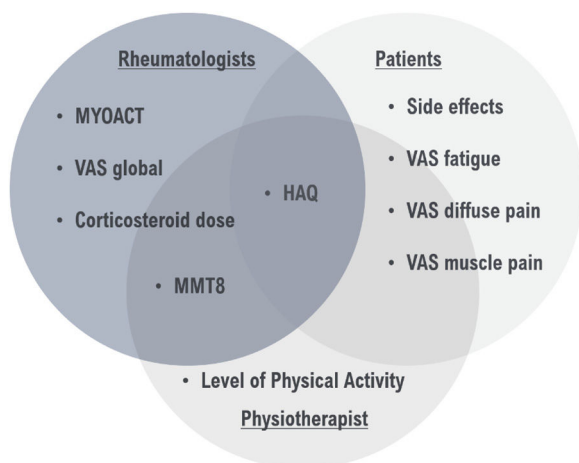 Rheumatologists
• MYOACT
• VAS global
• Corticosteroid dose
• MMT8
• HAQ
Patients
• Side effects
• VAS fatigue
• VAS diffuse pain
• VAS muscle pain
• Level of Physical Activity
Physiotherapist